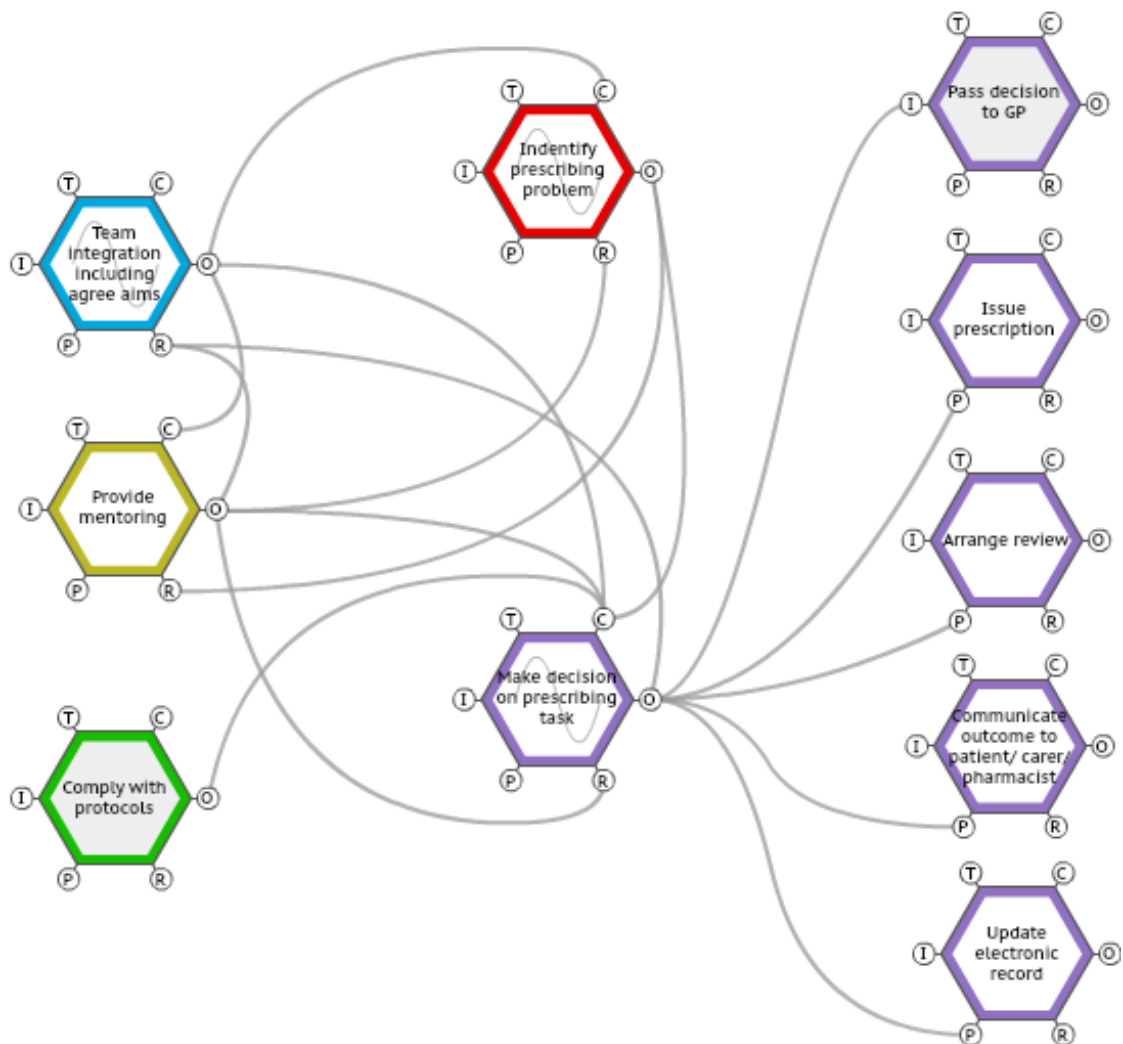 T C
I Pass decision O
to GP
P R
T C
I Indentify O
prescribing
problem
P R
T C
I Team O
integration
including
agree aims
P R
T C
I Issue O
prescription
P R
T C
I Provide O
mentoring
P R
T C
I Arrange review O
P R
T C
I Make decision O
on prescribing
task
P R
T C
I Communicate O
outcome to
patient/ carer/
pharmacist
P R
T C
I Comply with O
protocols
P R
T C
I Update O
electronic
record
P R